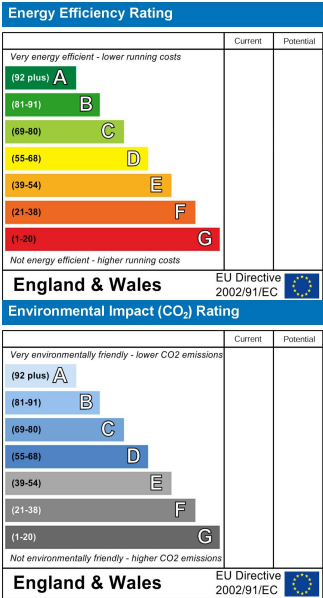 Energy Efficiency Rating
Current Potential
Very energy efficient - lower running costs
(92 plus) A
(81-91) B
(69-80) C
(55-68) D
(39-54) E
(21-38) F
(1-20) G
Not energy efficient - higher running costs
England & Wales
EU Directive
2002/91/EC
Environmental Impact (CO₂) Rating
Current Potential
Very environmentally friendly - lower CO2 emissions
(92 plus) A
(81-91) B
(69-80) C
(55-68) D
(39-54) E
(21-38) F
(1-20) G
Not environmentally friendly - higher CO2 emissions
England & Wales
EU Directive
2002/91/EC